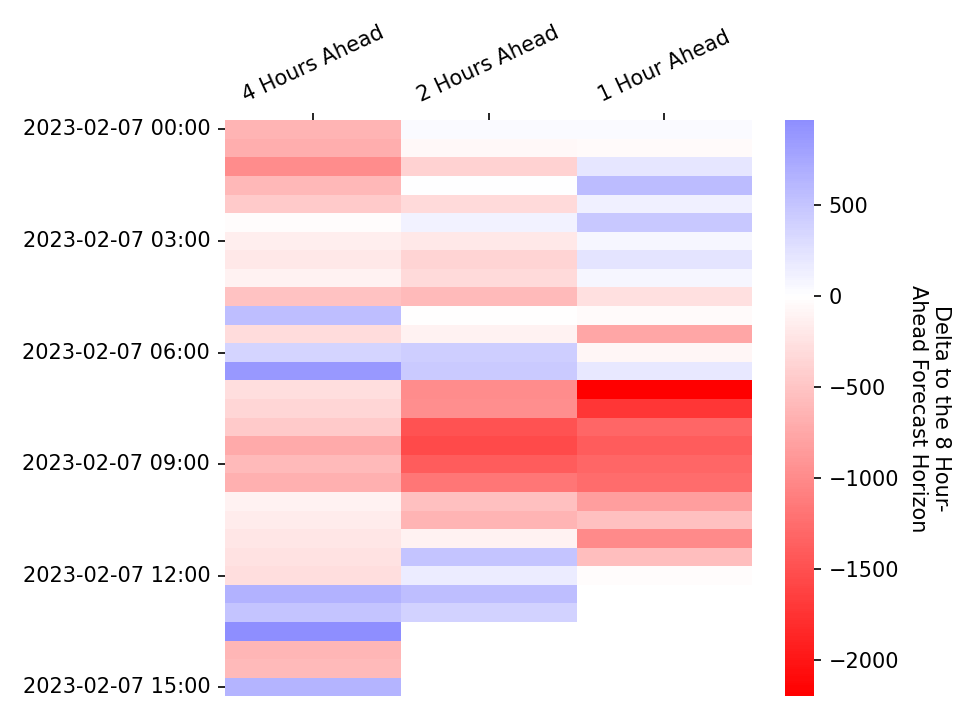 4 Hours Ahead
2 Hours Ahead
1 Hour Ahead
2023-02-07 00:00
2023-02-07 03:00
2023-02-07 06:00
2023-02-07 09:00
2023-02-07 12:00
2023-02-07 15:00
500
0
−500
−1000
−1500
−2000
Delta to the 8 Hour-
Ahead Forecast Horizon